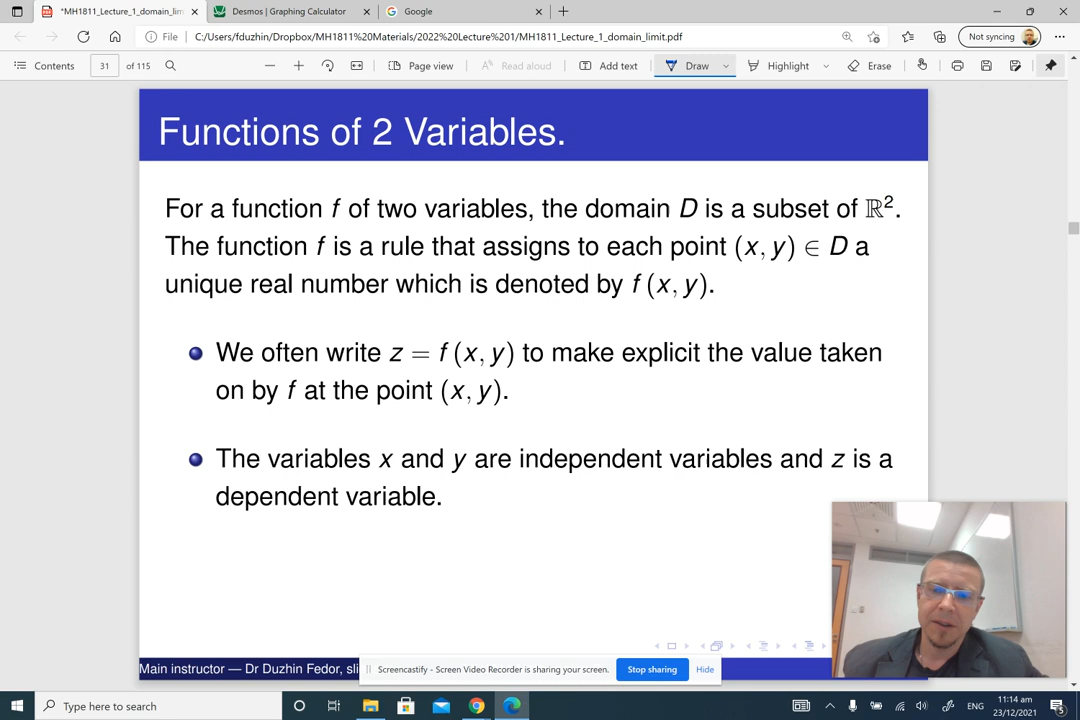 *MH1811_Lecture_1_domain_lim
Desmos | Graphing Calculator
Google
File
C:/Users/fduzhin/Dropbox/MH1811%20Materials/2022%20Lecture%201/MH1811_Lecture_1_domain_limit.pdf
Not syncing
Contents
31
of 115
Page view
Read aloud
Add text
Draw
Highlight
Erase
Functions of 2 Variables.
For a function f of two variables, the domain D is a subset of ℝ².
The function f is a rule that assigns to each point (x, y) ∈ D a
unique real number which is denoted by f (x, y).
We often write z = f (x, y) to make explicit the value taken
on by f at the point (x, y).
The variables x and y are independent variables and z is a
dependent variable.
Main instructor — Dr Duzhin Fedor, sli
Screencastify - Screen Video Recorder is sharing your screen.
Stop sharing
Hide
Type here to search
ENG
11:14 am
23/12/2021
5